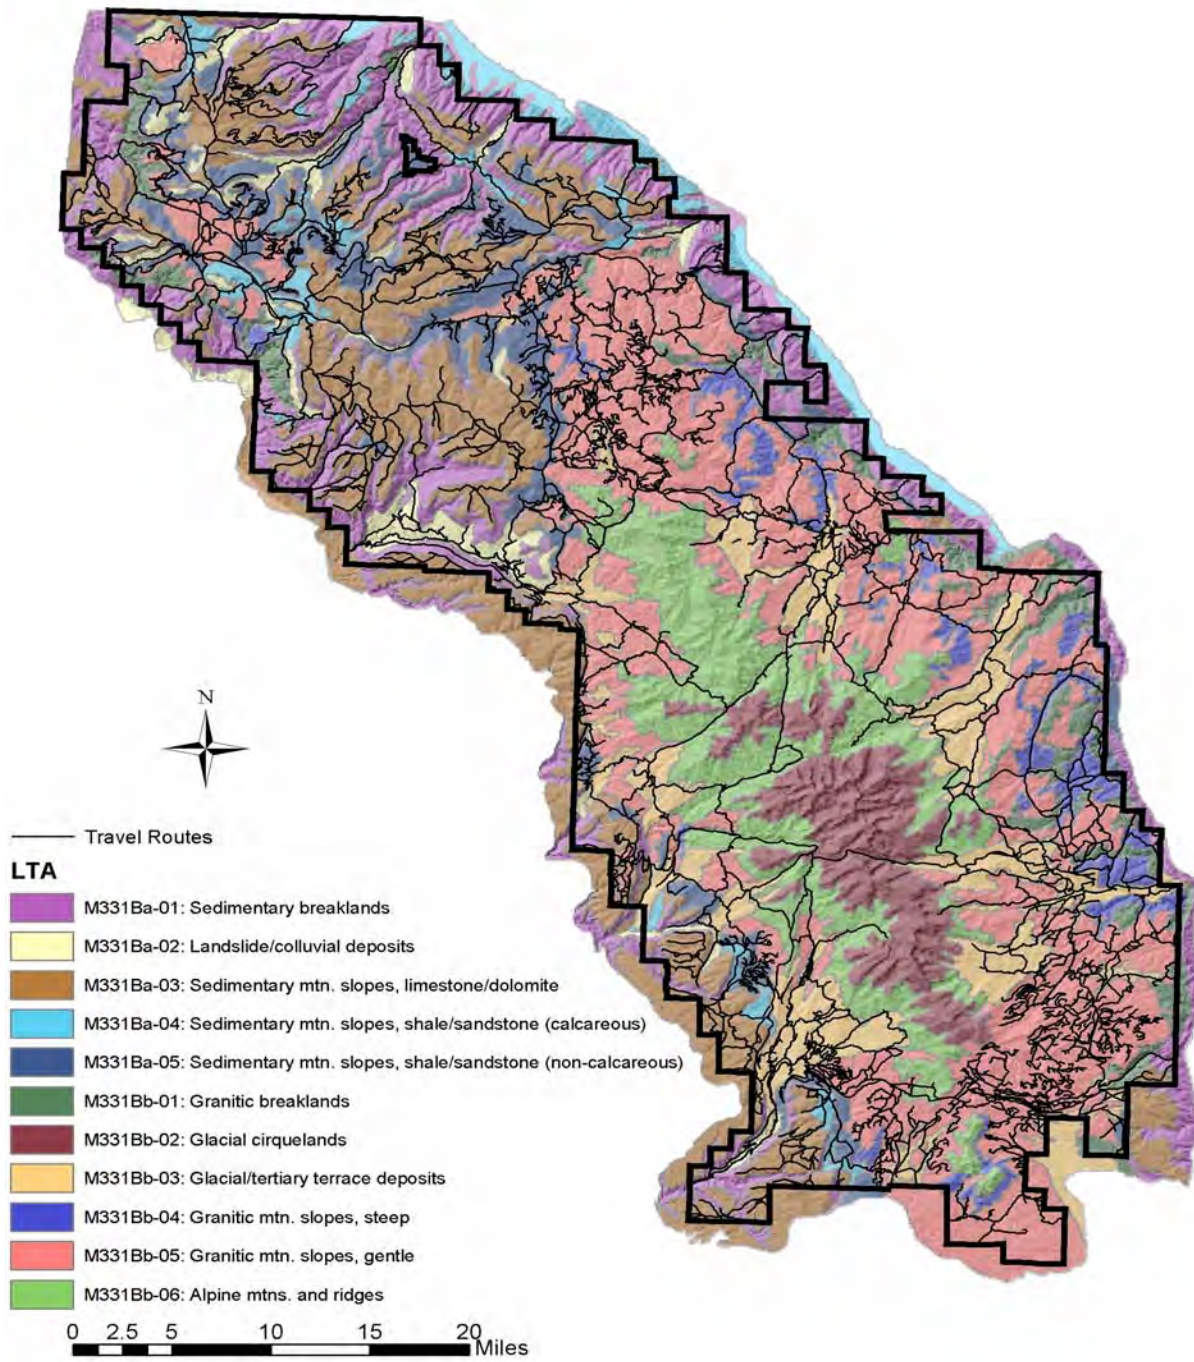 N
Travel Routes
LTA
M331Ba-01: Sedimentary breaklands
M331Ba-02: Landslide/colluvial deposits
M331Ba-03: Sedimentary mtn. slopes, limestone/dolomite
M331Ba-04: Sedimentary mtn. slopes, shale/sandstone (calcareous)
M331Ba-05: Sedimentary mtn. slopes, shale/sandstone (non-calcareous)
M331Bb-01: Granitic breaklands
M331Bb-02: Glacial cirquelands
M331Bb-03: Glacial/tertiary terrace deposits
M331Bb-04: Granitic mtn. slopes, steep
M331Bb-05: Granitic mtn. slopes, gentle
M331Bb-06: Alpine mtns. and ridges
0 2.5 5 10 15 20
Miles